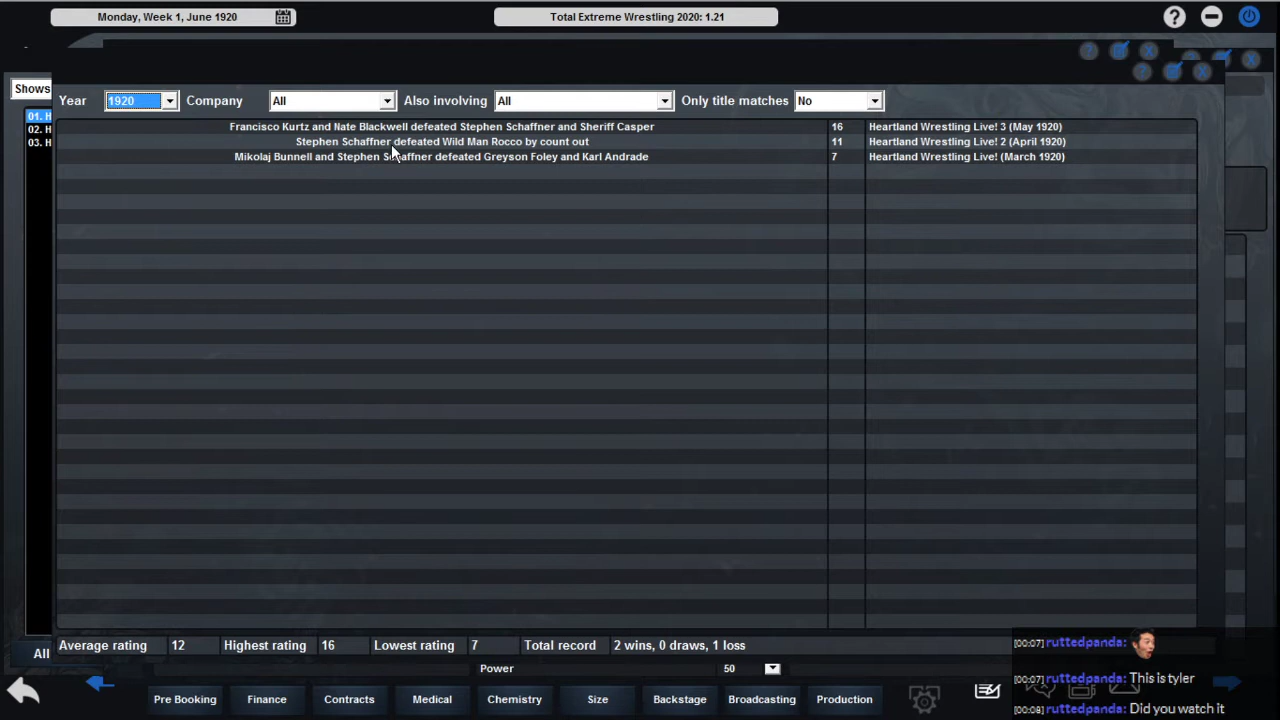 Monday, Week 1, June 1920
Total Extreme Wrestling 2020: 1.21
Shows
Year 1920 Company All Also involving All Only title matches No
01. H
02. H
03. H
Francisco Kurtz and Nate Blackwell defeated Stephen Schaffner and Sheriff Casper 16 Heartland Wrestling Live! 3 (May 1920)
Stephen Schaffner defeated Wild Man Rocco by count out 11 Heartland Wrestling Live! 2 (April 1920)
Mikolaj Bunnell and Stephen Schaffner defeated Greyson Foley and Karl Andrade 7 Heartland Wrestling Live! (March 1920)
Average rating 12 Highest rating 16 Lowest rating 7 Total record 2 wins, 0 draws, 1 loss
All
Power 50
Pre Booking Finance Contracts Medical Chemistry Size Backstage Broadcasting Production
[00:07] ruttedpanda:
[00:07] ruttedpanda: This is tyler
[00:08] ruttedpanda: Did you watch it